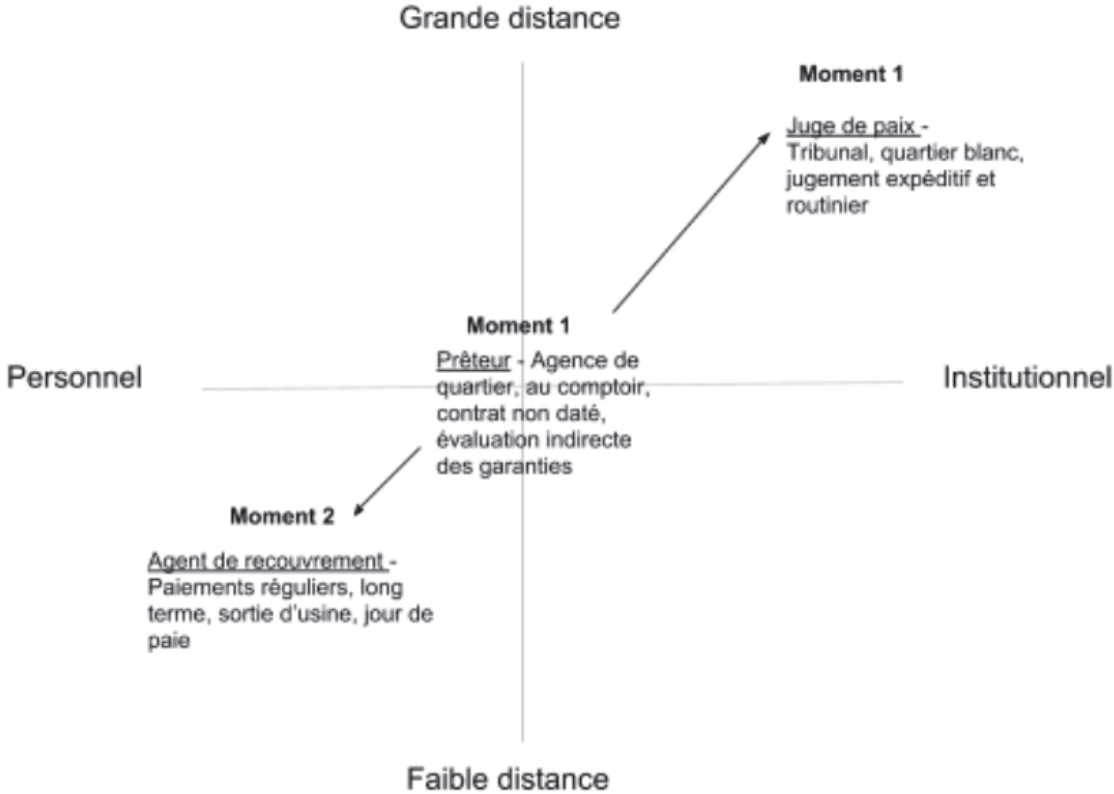 Grande distance
Moment 1
Juge de paix -
Tribunal, quartier blanc,
jugement expéditif et
routinier
Moment 1
Prêteur - Agence de
quartier, au comptoir,
contrat non daté,
évaluation indirecte
des garanties
Personnel
Institutionnel
Moment 2
Agent de recouvrement -
Paiements réguliers, long
terme, sortie d'usine, jour de
paie
Faible distance